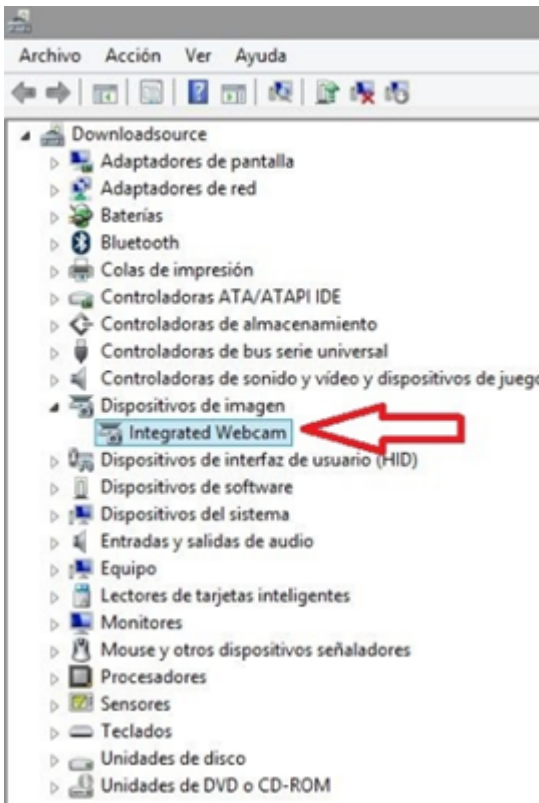 Archivo Acción Ver Ayuda
Downloadsource
Adaptadores de pantalla
Adaptadores de red
Baterías
Bluetooth
Colas de impresión
Controladoras ATA/ATAPI IDE
Controladoras de almacenamiento
Controladoras de bus serie universal
Controladoras de sonido y vídeo y dispositivos de juego
Dispositivos de imagen
Integrated Webcam
Dispositivos de interfaz de usuario (HID)
Dispositivos de software
Dispositivos del sistema
Entradas y salidas de audio
Equipo
Lectores de tarjetas inteligentes
Monitores
Mouse y otros dispositivos señaladores
Procesadores
Sensores
Teclados
Unidades de disco
Unidades de DVD o CD-ROM